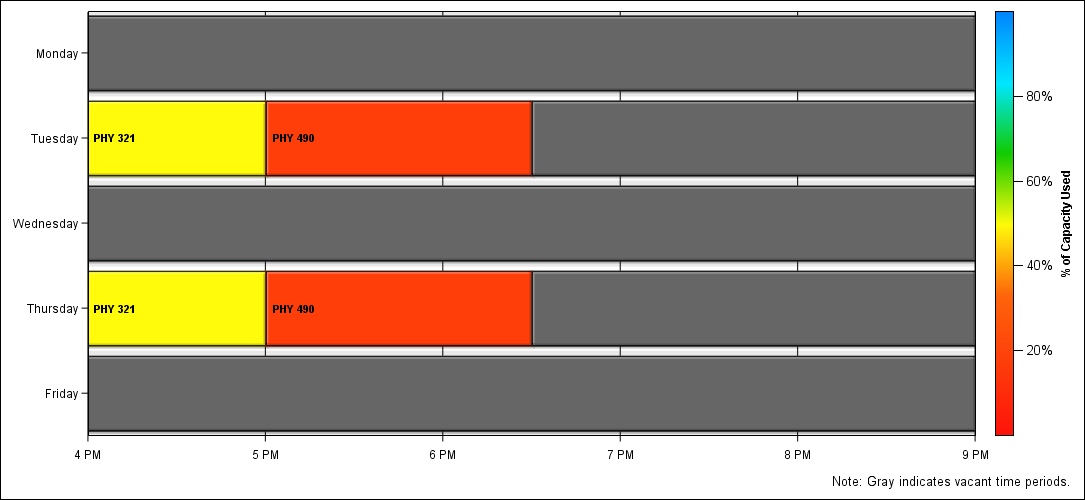 Monday
Tuesday
PHY 321
PHY 490
Wednesday
Thursday
PHY 321
PHY 490
Friday
4 PM
5 PM
6 PM
7 PM
8 PM
9 PM
80%
60%
40%
20%
% of Capacity Used
Note: Gray indicates vacant time periods.